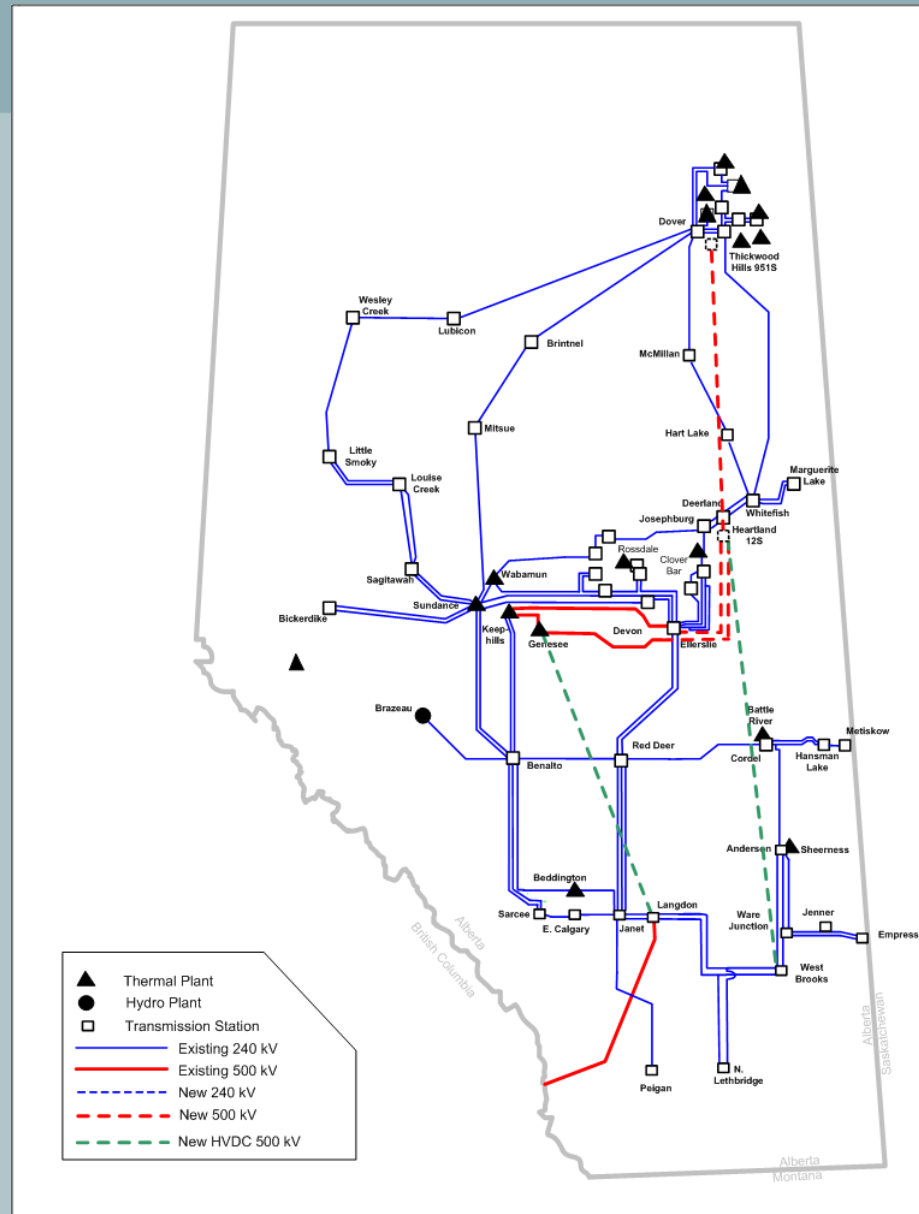 Dover
Thickwood
Hills 951S
Wesley
Creek
Lubicon
Brintnel
McMillan
Mitsue
Hart Lake
Little
Smoky
Louise
Creek
Marguerite
Lake
Deerland
Whitefish
Josephburg
Heartland
12S
Rossdale
Clover
Bar
Sagitawah
Wabamun
Sundance
Bickerdike
Keep-
hills
Genesee
Devon
Ellerslie
Brazeau
Battle
River
Metiskow
Red Deer
Benalto
Cordel
Hansman
Lake
Anderson
Sheerness
Beddington
Langdon
Sarcee
E. Calgary
Janet
Ware
Junction
Jenner
Empress
West
Brooks
Alberta
British Columbia
Alberta
Saskatchewan
Peigan
N.
Lethbridge
Alberta
Montana
Thermal Plant
Hydro Plant
Transmission Station
Existing 240 kV
Existing 500 kV
New 240 kV
New 500 kV
New HVDC 500 kV